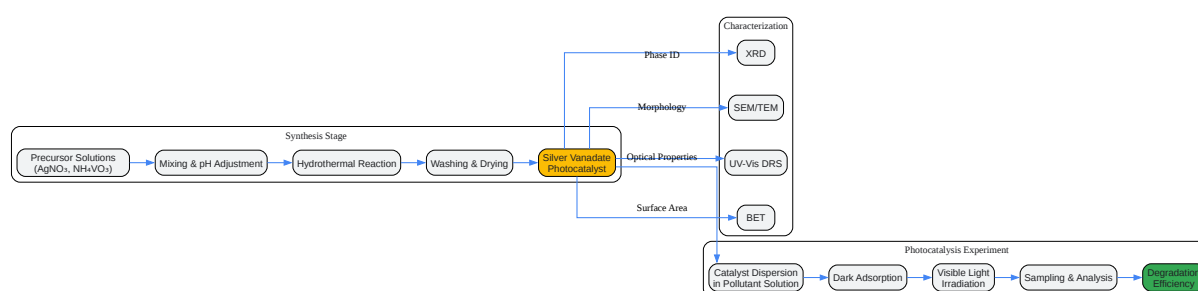 Characterization
XRD
Phase ID
SEM/TEM
Morphology
Synthesis Stage
Precursor Solutions
(AgNO₃, NH₄VO₃)
Mixing & pH Adjustment
Hydrothermal Reaction
Washing & Drying
Silver Vanadate
Photocatalyst
Optical Properties
UV-Vis DRS
Surface Area
BET
Photocatalysis Experiment
Catalyst Dispersion
in Pollutant Solution
Dark Adsorption
Visible Light
Irradiation
Sampling & Analysis
Degradation
Efficiency